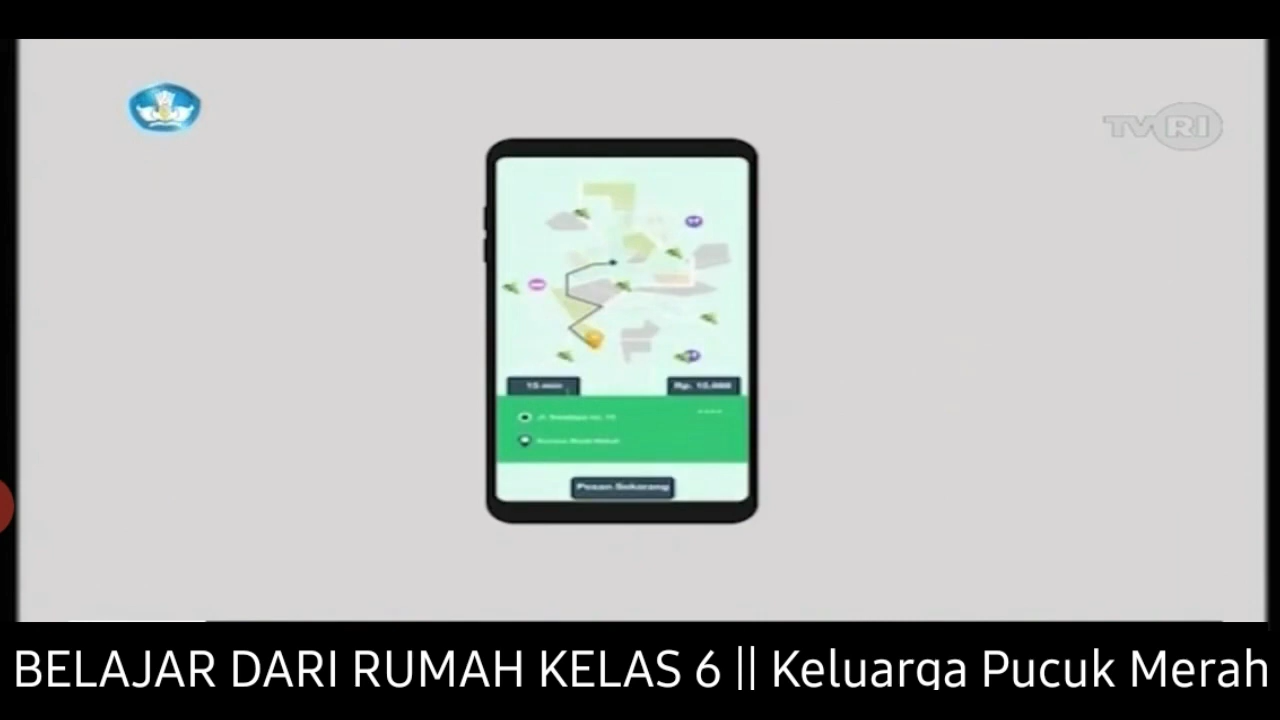 TVRI
15 min
Rp. 10.000
Pesan Sekarang
BELAJAR DARI RUMAH KELAS 6 || Keluarga Pucuk Merah